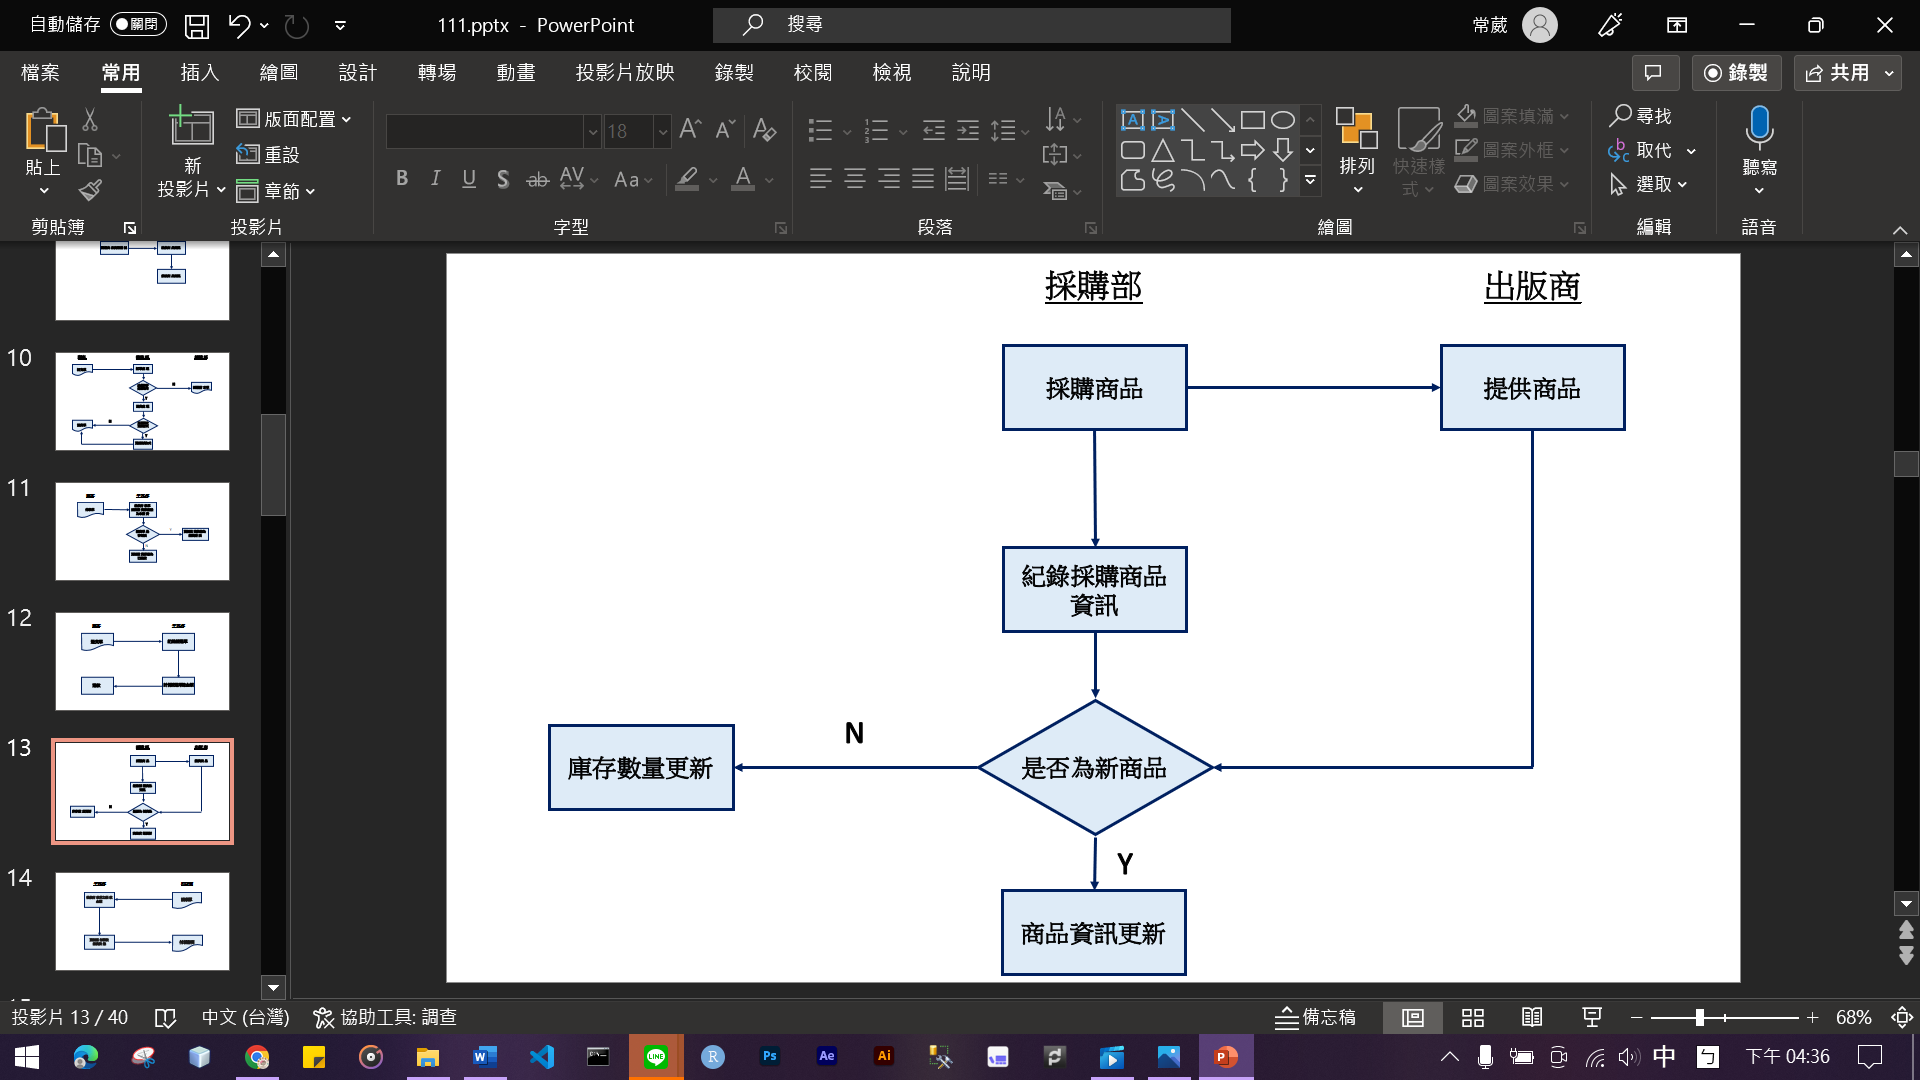 自動儲存
關閉
111.pptx - PowerPoint
搜尋
常葳
檔案
常用
插入
繪圖
設計
轉場
動畫
投影片放映
錄製
校閱
檢視
說明
錄製
共用
貼上
剪貼簿
新
投影片
版面配置
重設
章節
投影片
18
B I U S ab AV Aa A
字型
段落
排列
快速樣
式
圖案填滿
圖案外框
圖案效果
繪圖
尋找
取代
選取
編輯
聽寫
語音
10
11
12
13
14
採購部
出版商
採購商品
提供商品
紀錄採購商品
資訊
N
庫存數量更新
是否為新商品
Y
商品資訊更新
投影片 13 / 40
中文 (台灣)
協助工具: 調查
備忘稿
68%
中
ㄅ
下午 04:36